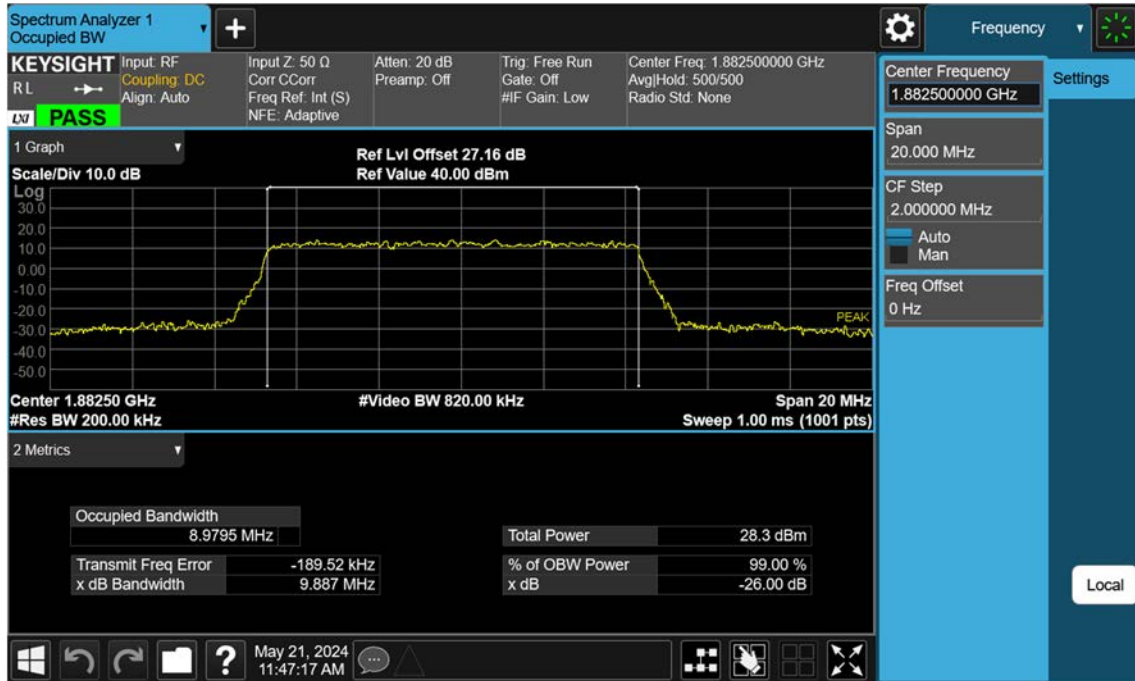 Spectrum Analyzer 1
Occupied BW
+
Frequency
KEYSIGHT
R L
LXI PASS
Input: RF
Coupling: DC
Align: Auto
Input Z: 50 Ω
Corr CCorr
Freq Ref: Int (S)
NFE: Adaptive
Atten: 20 dB
Preamp: Off
Trig: Free Run
Gate: Off
#IF Gain: Low
Center Freq: 1.882500000 GHz
Avg|Hold: 500/500
Radio Std: None
1 Graph
Scale/Div 10.0 dB
Ref Lvl Offset 27.16 dB
Ref Value 40.00 dBm
Log
30.0
20.0
10.0
0.00
-10.0
-20.0
-30.0
-40.0
-50.0
PEAK
Center 1.88250 GHz
#Video BW 820.00 kHz
Span 20 MHz
#Res BW 200.00 kHz
Sweep 1.00 ms (1001 pts)
2 Metrics
Occupied Bandwidth
8.9795 MHz
Total Power 28.3 dBm
Transmit Freq Error -189.52 kHz
% of OBW Power 99.00 %
x dB Bandwidth 9.887 MHz
x dB -26.00 dB
?
May 21, 2024
11:47:17 AM
Center Frequency
1.882500000 GHz
Settings
Span
20.000 MHz
CF Step
2.000000 MHz
Auto
Man
Freq Offset
0 Hz
Local